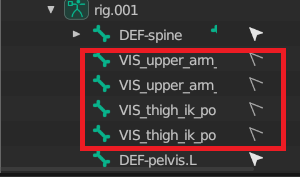 rig.001
DEF-spine
VIS_upper_arm_
VIS_upper_arm_
VIS_thigh_ik_po
VIS_thigh_ik_po
DEF-pelvis.L